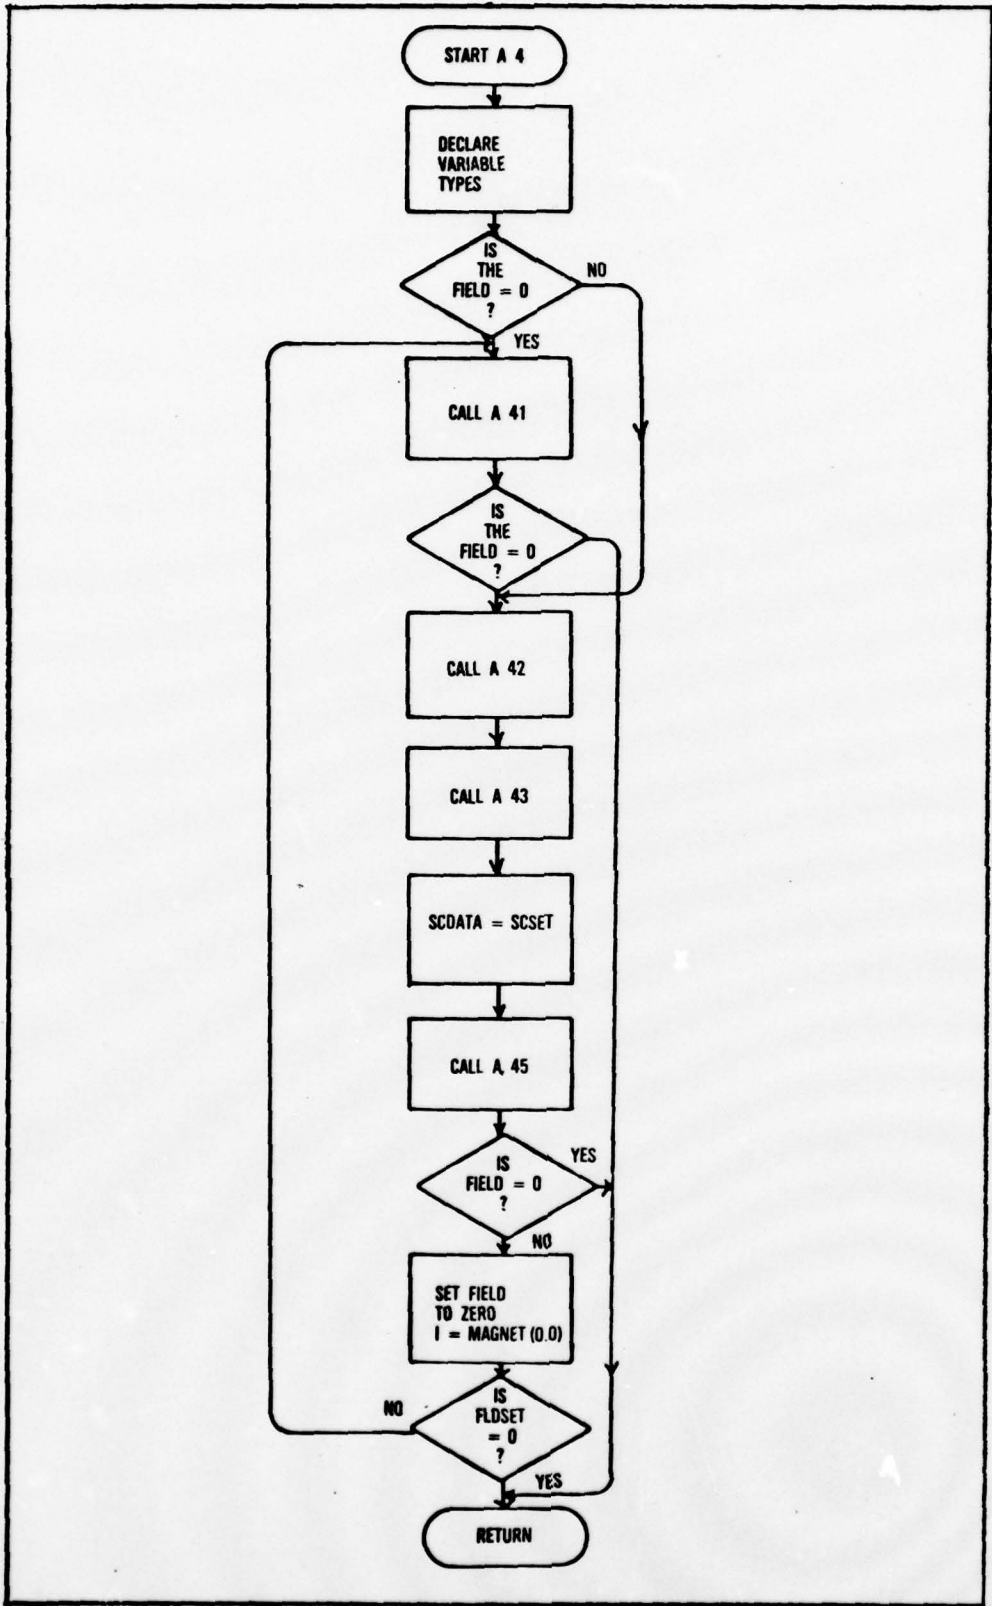 START A 4
DECLARE
VARIABLE
TYPES
IS
THE
FIELD = 0
?
NO
YES
CALL A 41
IS
THE
FIELD = 0
?
CALL A 42
CALL A 43
SCDATA = SCSET
CALL A, 45
IS
FIELD = 0
?
YES
NO
SET FIELD
TO ZERO
I = MAGNET (0.0)
IS
FLDSET
= 0
?
NO
YES
RETURN